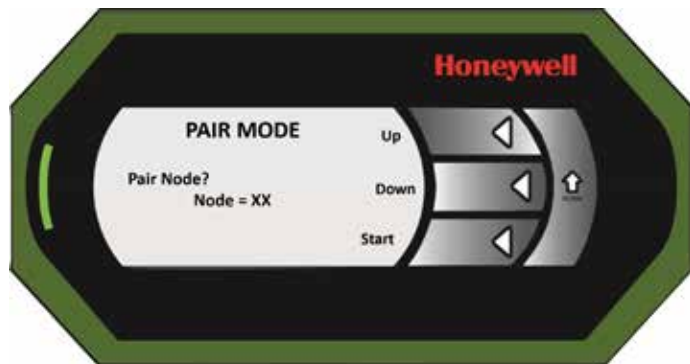 Honeywell
PAIR MODE
Up
Pair Node?
Down
Node = XX
Start